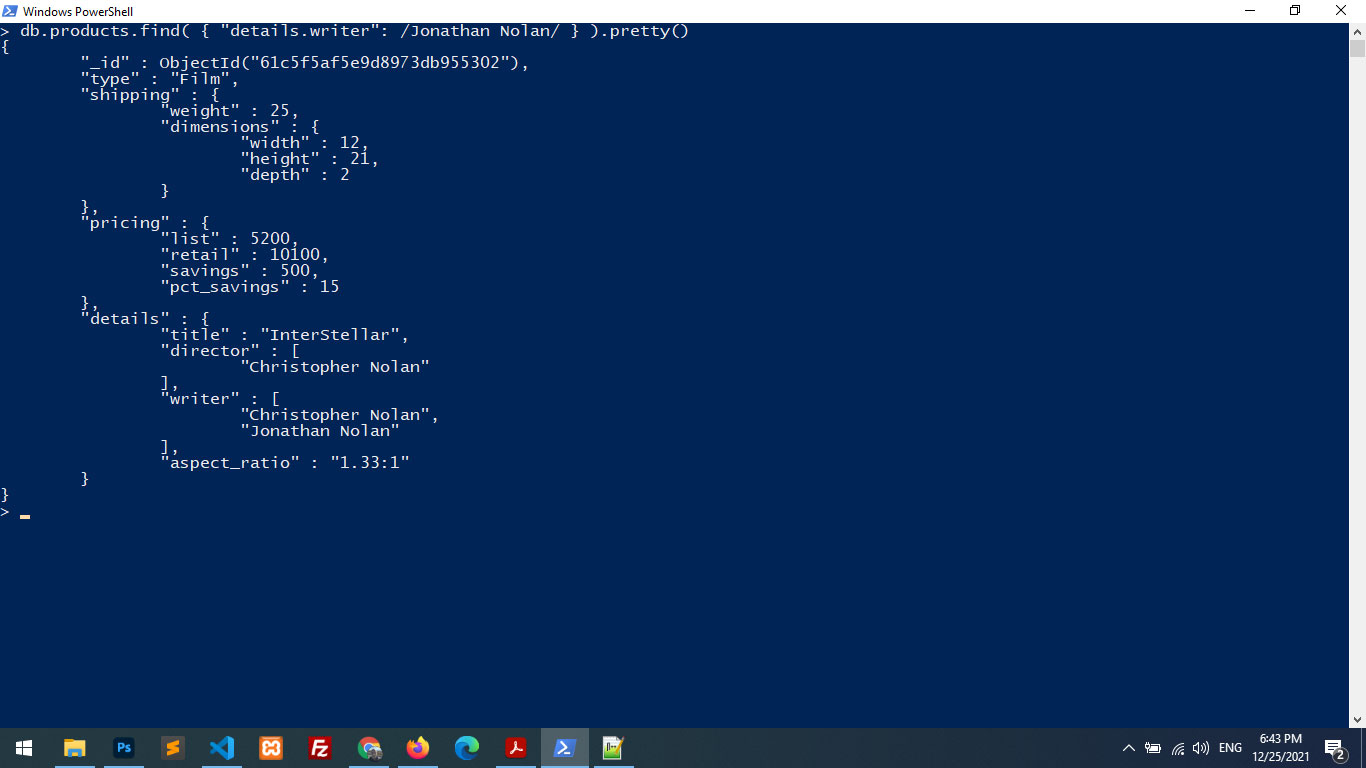 Windows PowerShell
> db.products.find( { "details.writer": /Jonathan Nolan/ } ).pretty()
{
"_id" : ObjectId("61c5f5af5e9d8973db955302"),
"type" : "Film",
"shipping" : {
"weight" : 25,
"dimensions" : {
"width" : 12,
"height" : 21,
"depth" : 2
}
},
"pricing" : {
"list" : 5200,
"retail" : 10100,
"savings" : 500,
"pct_savings" : 15
},
"details" : {
"title" : "InterStellar",
"director" : [
"Christopher Nolan"
],
"writer" : [
"Christopher Nolan",
"Jonathan Nolan"
],
"aspect_ratio" : "1.33:1"
}
}
>
Ps
Fz
ENG
6:43 PM
12/25/2021
2